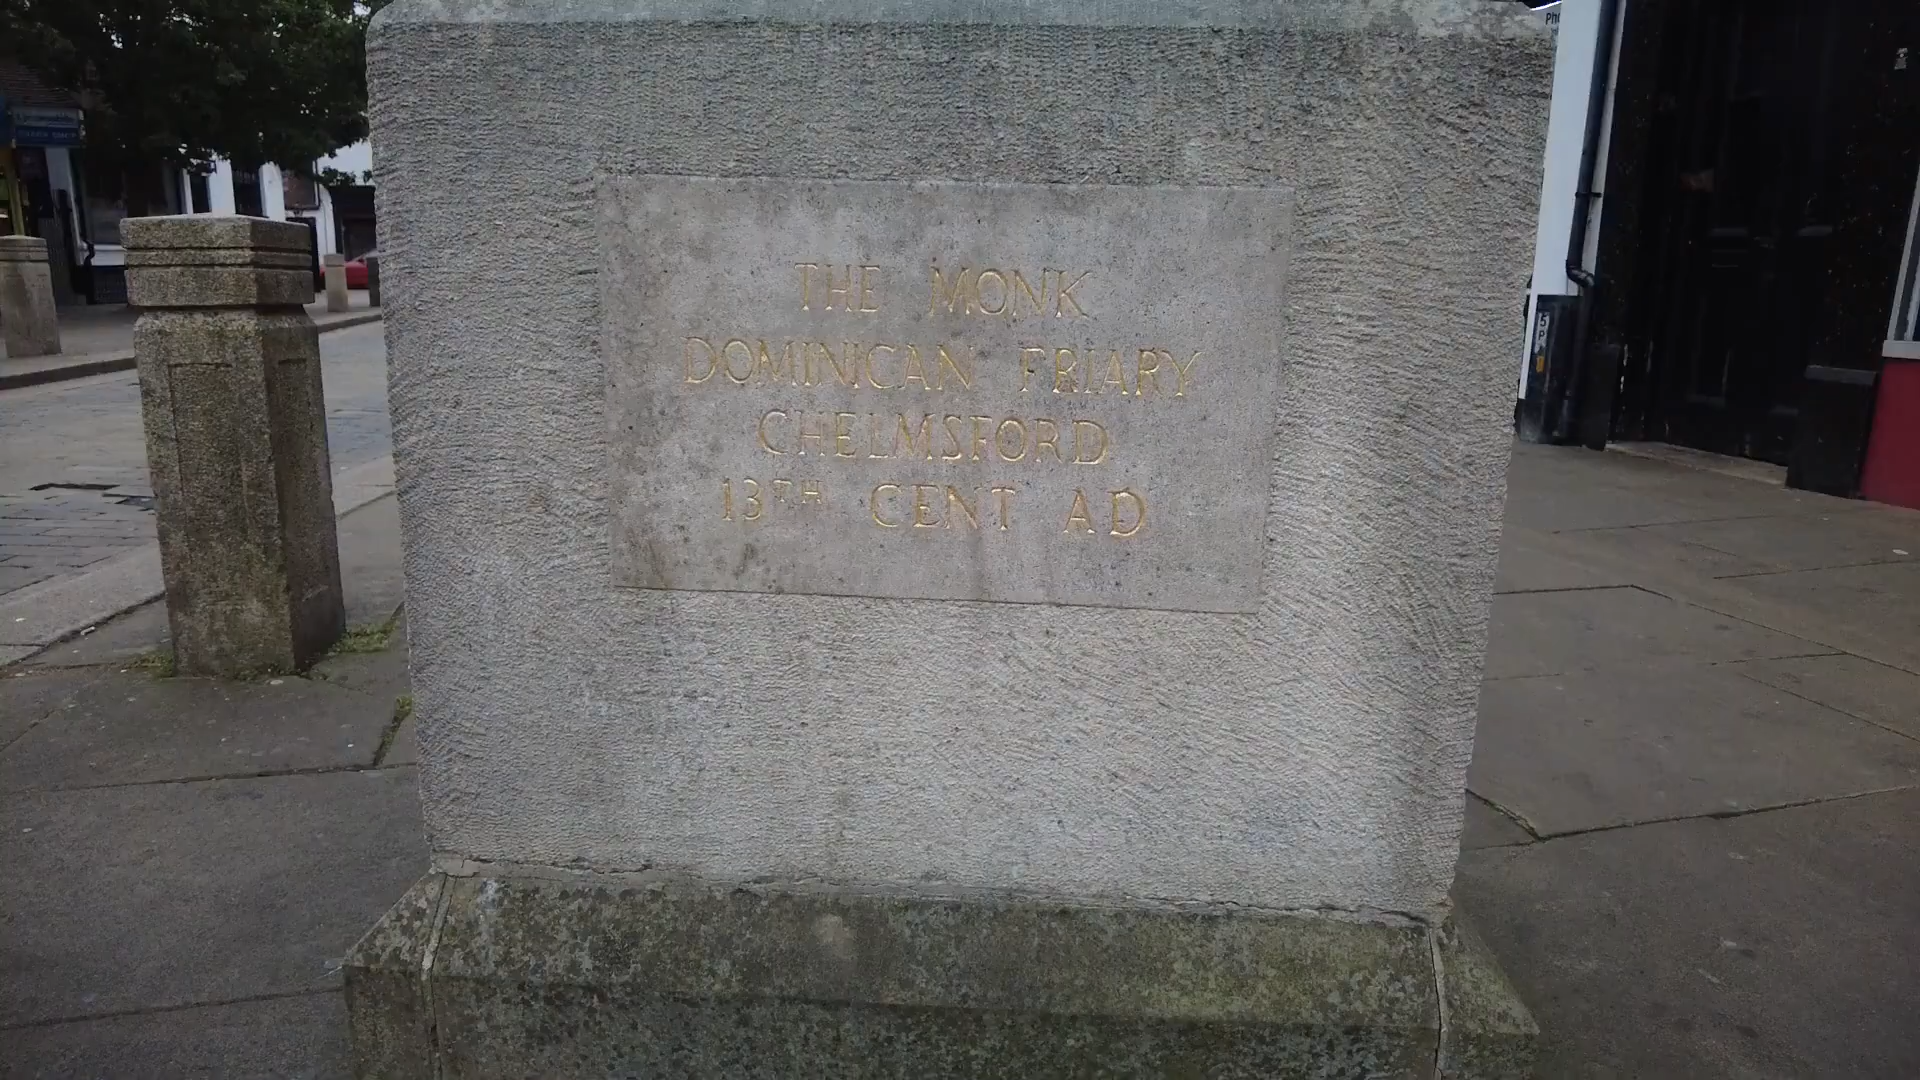 THE MONK
DOMINICAN FRIARY
CHELMSFORD
13TH CENT AD